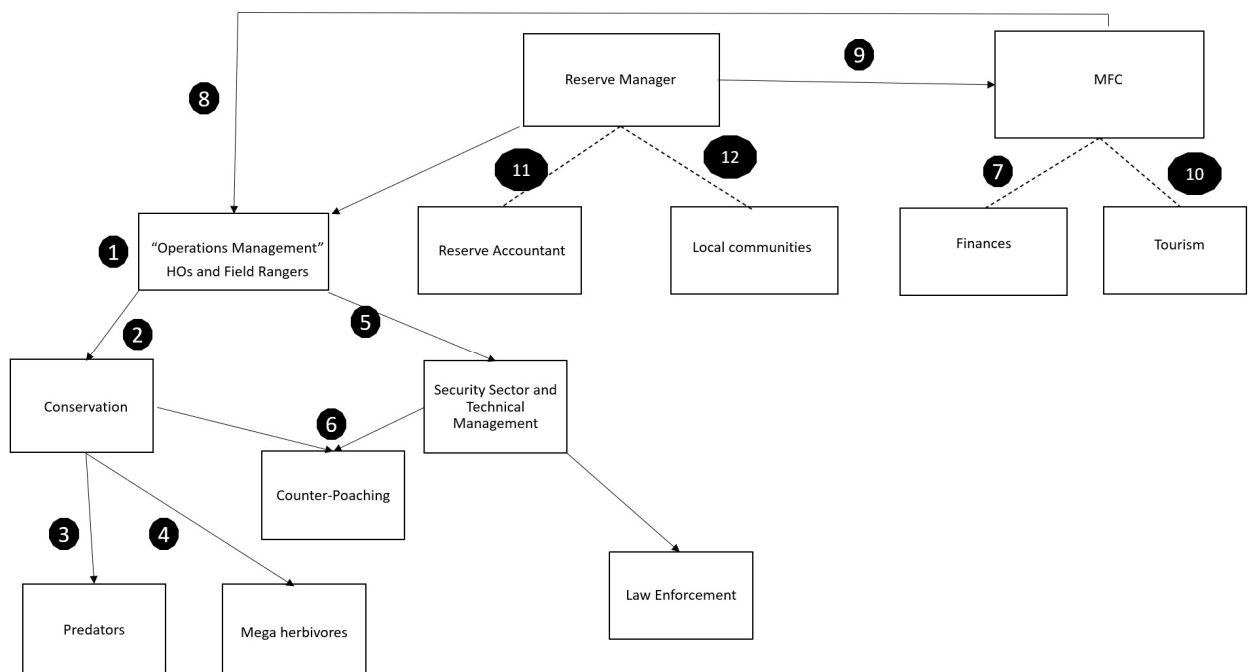 9
Reserve Manager
MFC
8
11
12
7
10
1
“Operations Management”
HOs and Field Rangers
Reserve Accountant
Local communities
Finances
Tourism
2
5
Conservation
Security Sector and
Technical
Management
6
Counter-Poaching
3
4
Law Enforcement
Predators
Mega herbivores